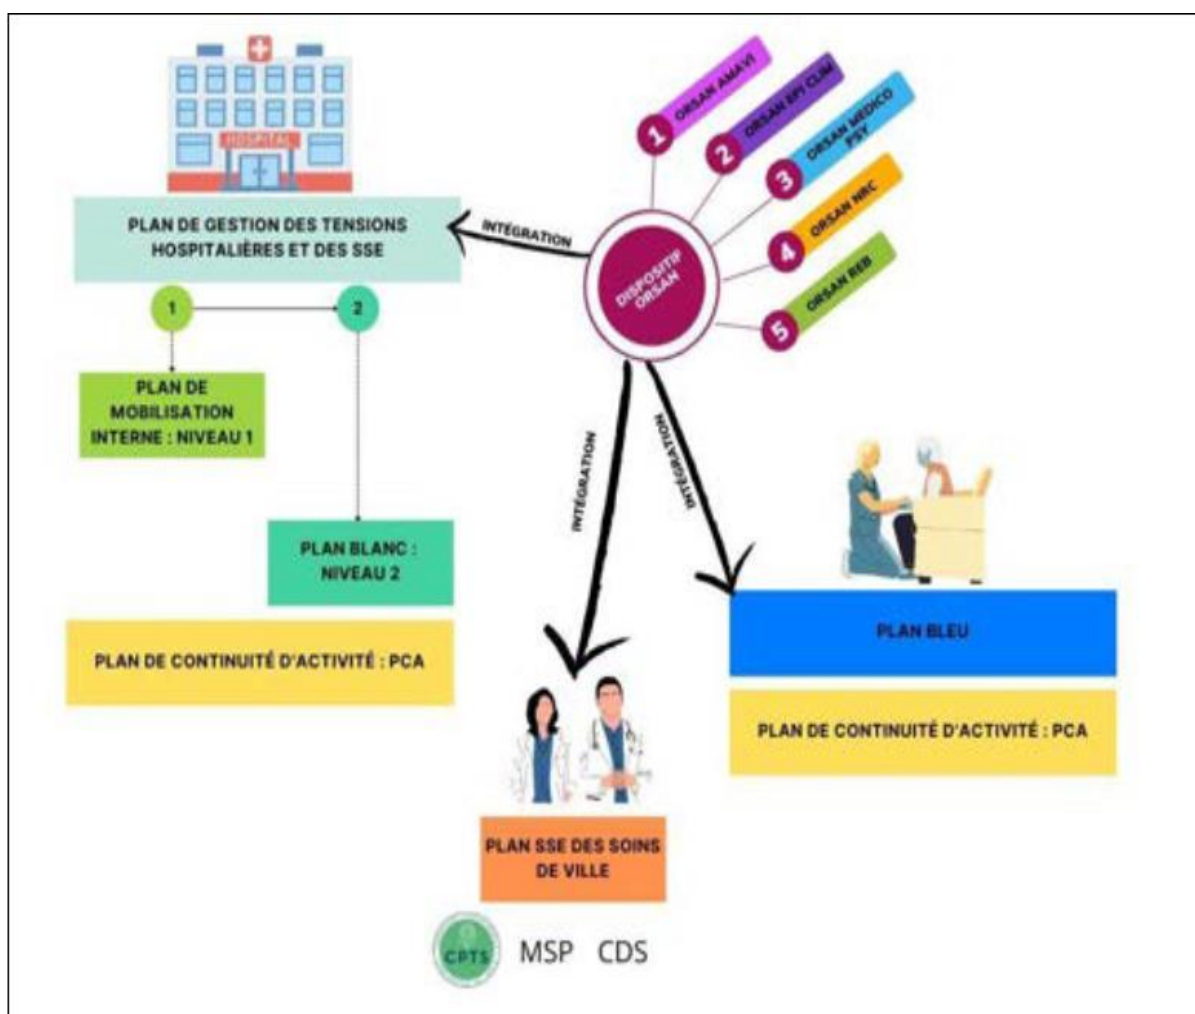 HOSPITAL
PLAN DE GESTION DES TENSIONS
HOSPITALIÈRES ET DES SSE
1
2
PLAN DE
MOBILISATION
INTERNE : NIVEAU 1
PLAN BLANC :
NIVEAU 2
PLAN DE CONTINUITÉ D'ACTIVITÉ : PCA
INTÉGRATION
DISPOSITIF
ORSAN
1
ORSAN AMAVI
2
ORSAN EPI CLIM
3
ORSAN MEDICO
PSY
4
ORSAN NRC
5
ORSAN REB
INTÉGRATION
INTÉGRATION
PLAN BLEU
PLAN DE CONTINUITÉ D'ACTIVITÉ : PCA
PLAN SSE DES SOINS
DE VILLE
CPTS
MSP CDS